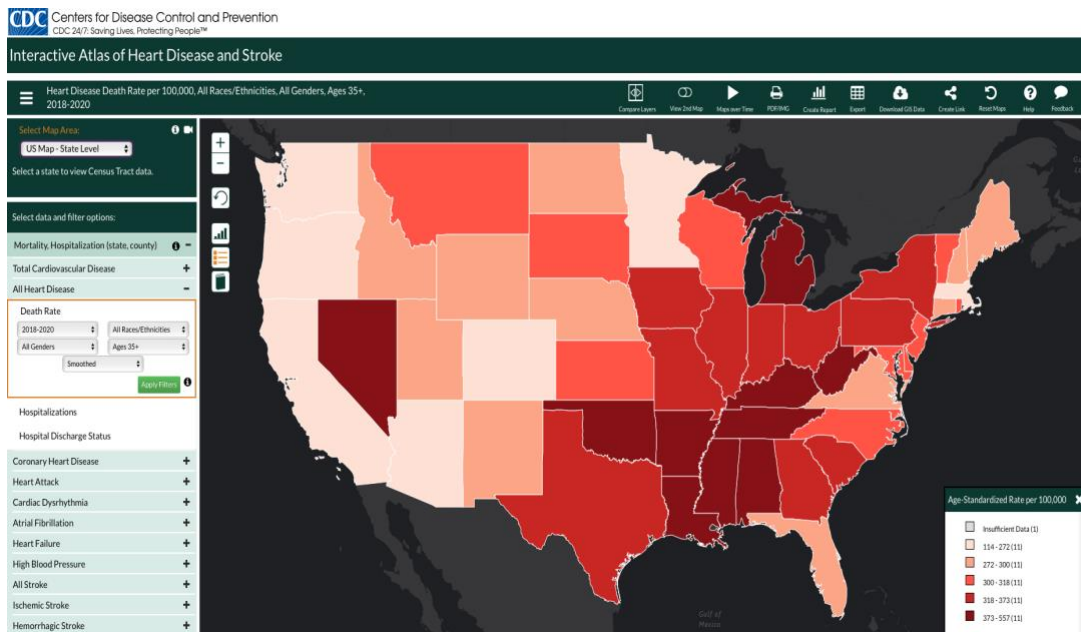 CDC Centers for Disease Control and Prevention
CDC 24/7: Saving Lives, Protecting People™
Interactive Atlas of Heart Disease and Stroke
Heart Disease Death Rate per 100,000, All Races/Ethnicities, All Genders, Ages 35+,
2018-2020
Compare Layers
View 2nd Map
Maps over Time
PDF/IMG
Create Report
Export
Download GIS Data
Create Link
Reset Maps
Help
Feedback
Select Map Area:
US Map - State Level
Select a state to view Census Tract data.
Select data and filter options:
Mortality, Hospitalization (state, county) -
Total Cardiovascular Disease +
All Heart Disease -
Death Rate
2018-2020 All Races/Ethnicities
All Genders Ages 35+
Smoothed
Apply Filters
Hospitalizations
Hospital Discharge Status
Coronary Heart Disease +
Heart Attack +
Cardiac Dysrhythmia +
Atrial Fibrillation +
Heart Failure +
High Blood Pressure +
All Stroke +
Ischemic Stroke +
Hemorrhagic Stroke +
+
-
Gulf of
Mexico
Age-Standardized Rate per 100,000
Insufficient Data (1)
114 - 272 (11)
272 - 300 (11)
300 - 318 (11)
318 - 373 (11)
373 - 557 (11)